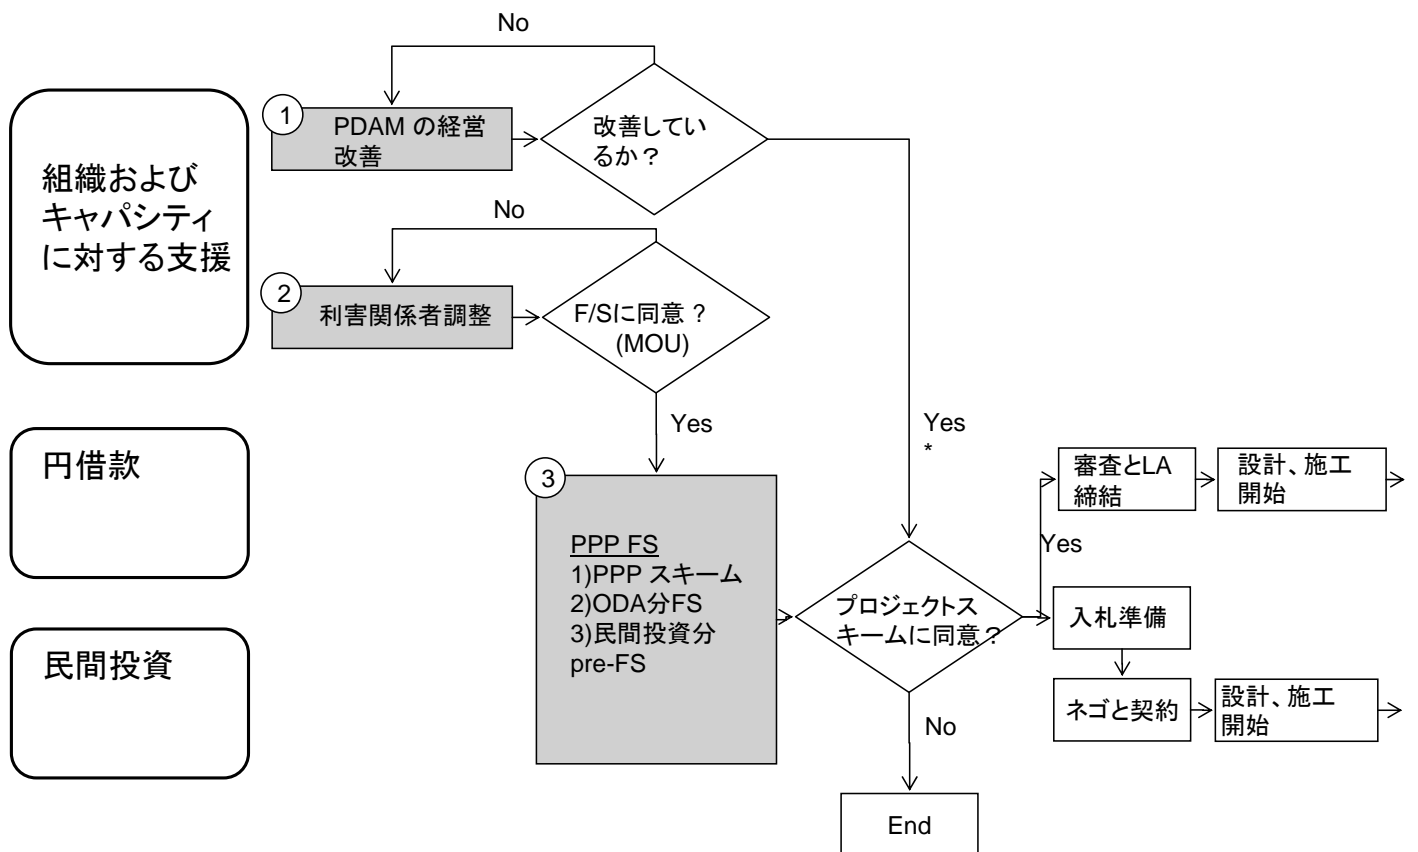 No
1
PDAM の経営
改善
改善してい
るか？
組織および
キャパシティ
に対する支援
No
2
利害関係者調整
F/Sに同意？
(MOU)
Yes
Yes
*
円借款
3
PPP FS
1)PPP スキーム
2)ODA分FS
3)民間投資分
pre-FS
プロジェクトス
キームに同意？
審査とLA
締結
設計、施工
開始
Yes
入札準備
民間投資
ネゴと契約
設計、施工
開始
No
End